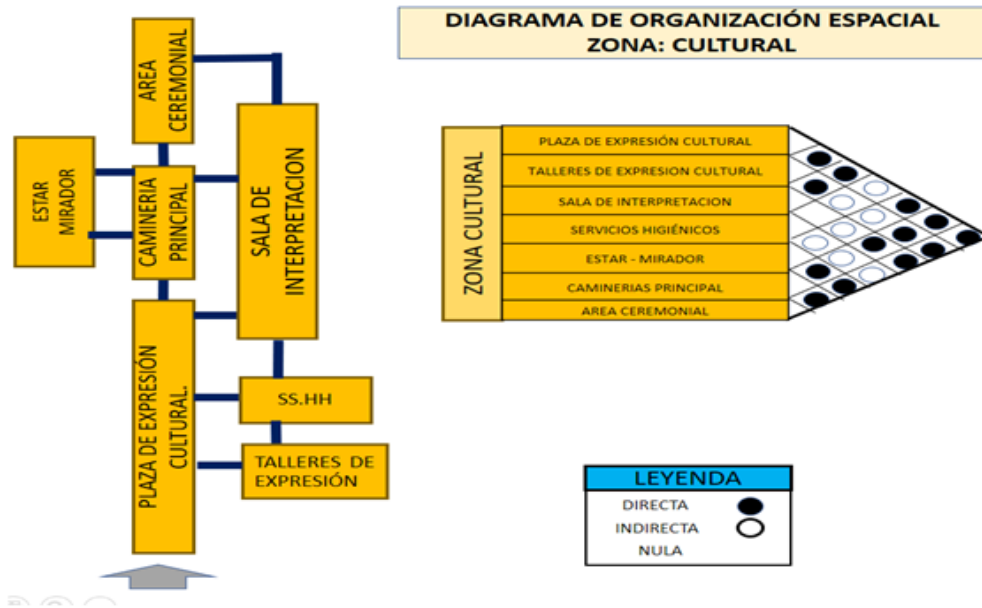 DIAGRAMA DE ORGANIZACIÓN ESPACIAL
ZONA: CULTURAL
AREA
CEREMONIAL
ESTAR
MIRADOR
CAMINERIA
PRINCIPAL
SALA DE
INTERPRETACION
PLAZA DE EXPRESIÓN
CULTURAL.
SS.HH
TALLERES DE
EXPRESIÓN
ZONA CULTURAL
PLAZA DE EXPRESIÓN CULTURAL
TALLERES DE EXPRESION CULTURAL
SALA DE INTERPRETACION
SERVICIOS HIGIÉNICOS
ESTAR - MIRADOR
CAMINERIAS PRINCIPAL
AREA CEREMONIAL
LEYENDA
DIRECTA
INDIRECTA
NULA